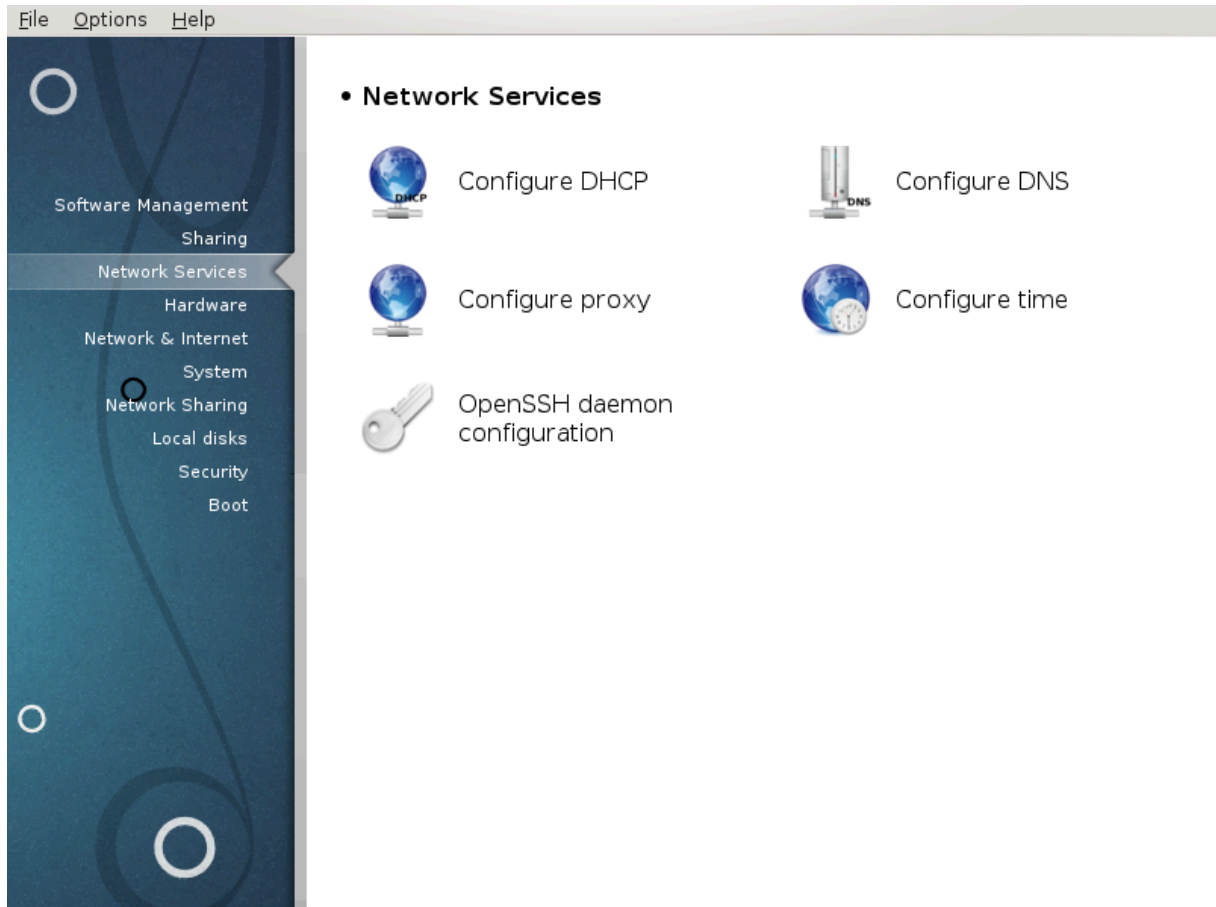 File Options Help
Software Management
Sharing
Network Services
Hardware
Network & Internet
System
Network Sharing
Local disks
Security
Boot
• Network Services
DHCP
Configure DHCP
DNS
Configure DNS
Configure proxy
Configure time
OpenSSH daemon
configuration